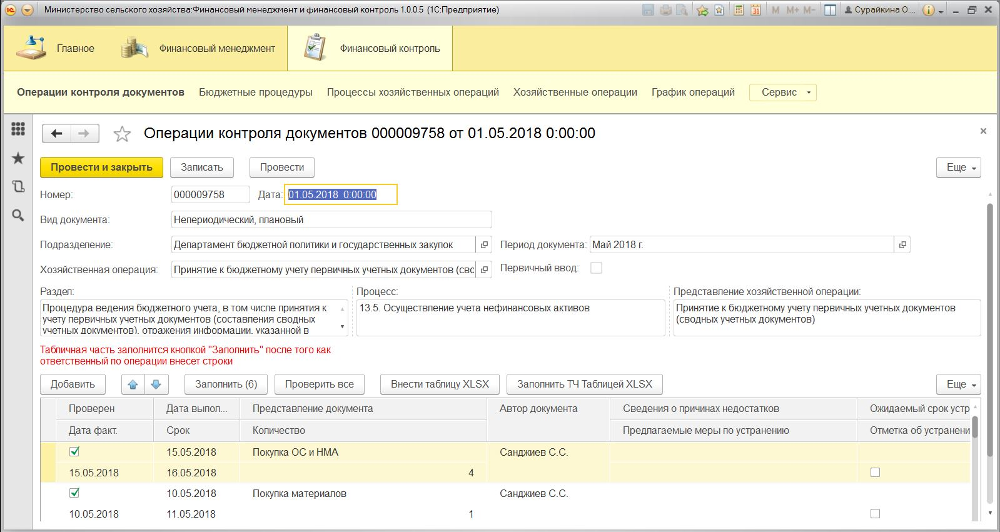 Министерство сельского хозяйства:Финансовый менеджмент и финансовый контроль 1.0.0.5 (1С:Предприятие)
M M+ M-
Сурайкина О....
Главное
Финансовый менеджмент
Финансовый контроль
Операции контроля документов
Бюджетные процедуры
Процессы хозяйственных операций
Хозяйственные операции
График операций
Сервис
Операции контроля документов 000009758 от 01.05.2018 0:00:00
Провести и закрыть
Записать
Провести
Еще
Номер: 000009758 Дата: 01.05.2018 0:00:00
Вид документа: Непериодический, плановый
Подразделение: Департамент бюджетной политики и государственных закупок Период документа: Май 2018 г.
Хозяйственная операция: Принятие к бюджетному учету первичных учетных документов (сво Первичный ввод:
Раздел:
Процедура ведения бюджетного учета, в том числе принятия к
учету первичных учетных документов (составления сводных
учетных документов), отражения информации, указанной в
Процесс:
13.5. Осуществление учета нефинансовых активов
Представление хозяйственной операции:
Принятие к бюджетному учету первичных учетных документов
(сводных учетных документов)
Табличная часть заполнится кнопкой "Заполнить" после того как
ответственный по операции внесет строки
Добавить
Заполнить (6)
Проверить все
Внести таблицу XLSX
Заполнить ТЧ Таблицей XLSX
Еще
Проверен Дата выпол... Представление документа Автор документа Сведения о причинах недостатков Ожидаемый срок устр
Дата факт. Срок Количество Предлагаемые меры по устранению Отметка об устранени
15.05.2018 Покупка ОС и НМА Санджиев С.С.
15.05.2018 16.05.2018 4
10.05.2018 Покупка материалов Санджиев С.С.
10.05.2018 11.05.2018 1